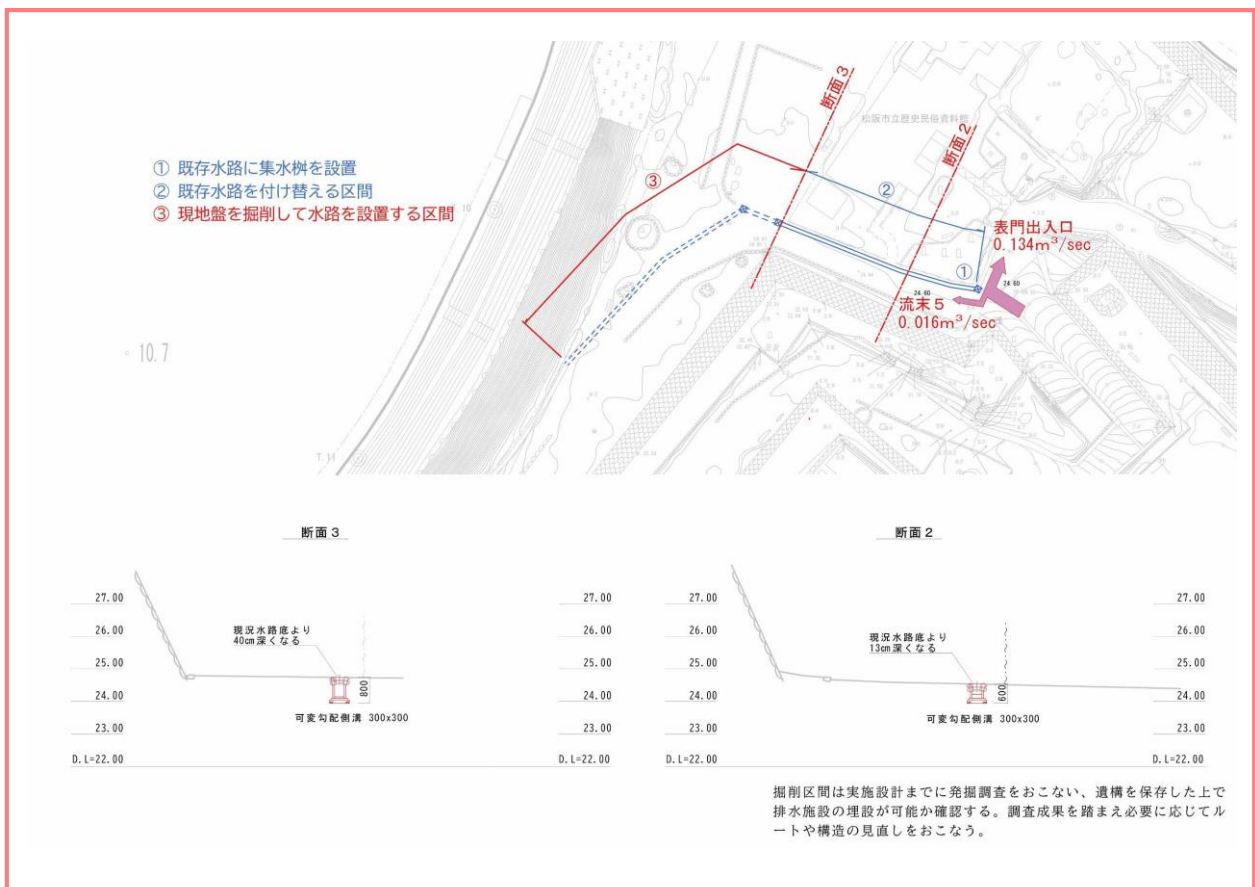 ① 既存水路に集水桝を設置
② 既存水路を付け替える区間
③ 現地盤を掘削して水路を設置する区間
断面3
断面2
松阪市立歴史民俗資料館
③
②
①
表門出入口
0.134m³/sec
24.60
24.60
流末5
0.016m³/sec
10.7
T.11
断面3
27.00
26.00
25.00
24.00
23.00
D.L=22.00
現況水路底より
40cm深くなる
800
可変勾配側溝 300x300
27.00
26.00
25.00
24.00
23.00
D.L=22.00
断面2
27.00
26.00
25.00
24.00
23.00
D.L=22.00
現況水路底より
13cm深くなる
600
可変勾配側溝 300x300
27.00
26.00
25.00
24.00
23.00
D.L=22.00
掘削区間は実施設計までに発掘調査をおこない、遺構を保存した上で
排水施設の埋設が可能か確認する。調査成果を踏まえ必要に応じてル
ートや構造の見直しをおこなう。